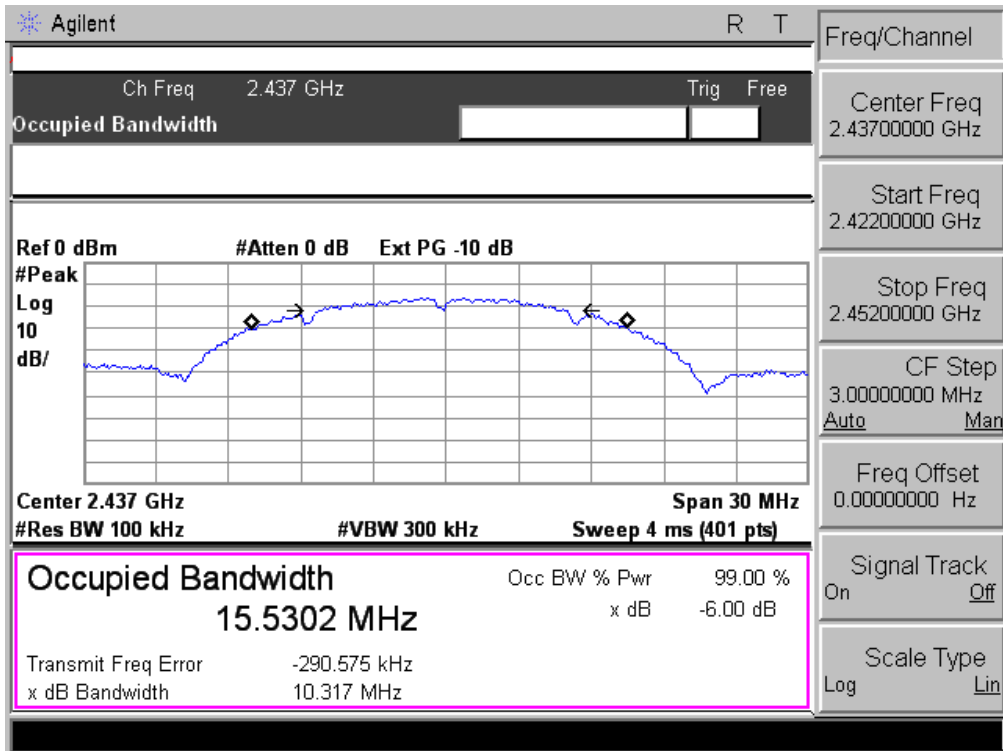 Agilent R T
Ch Freq 2.437 GHz Trig Free
Occupied Bandwidth
Ref 0 dBm #Atten 0 dB Ext PG -10 dB
#Peak
Log
10
dB/
Center 2.437 GHz Span 30 MHz
#Res BW 100 kHz #VBW 300 kHz Sweep 4 ms (401 pts)
Occupied Bandwidth Occ BW % Pwr 99.00 %
15.5302 MHz x dB -6.00 dB
Transmit Freq Error -290.575 kHz
x dB Bandwidth 10.317 MHz
Freq/Channel
Center Freq
2.43700000 GHz
Start Freq
2.42200000 GHz
Stop Freq
2.45200000 GHz
CF Step
3.00000000 MHz
Auto Man
Freq Offset
0.00000000 Hz
Signal Track
On Off
Scale Type
Log Lin